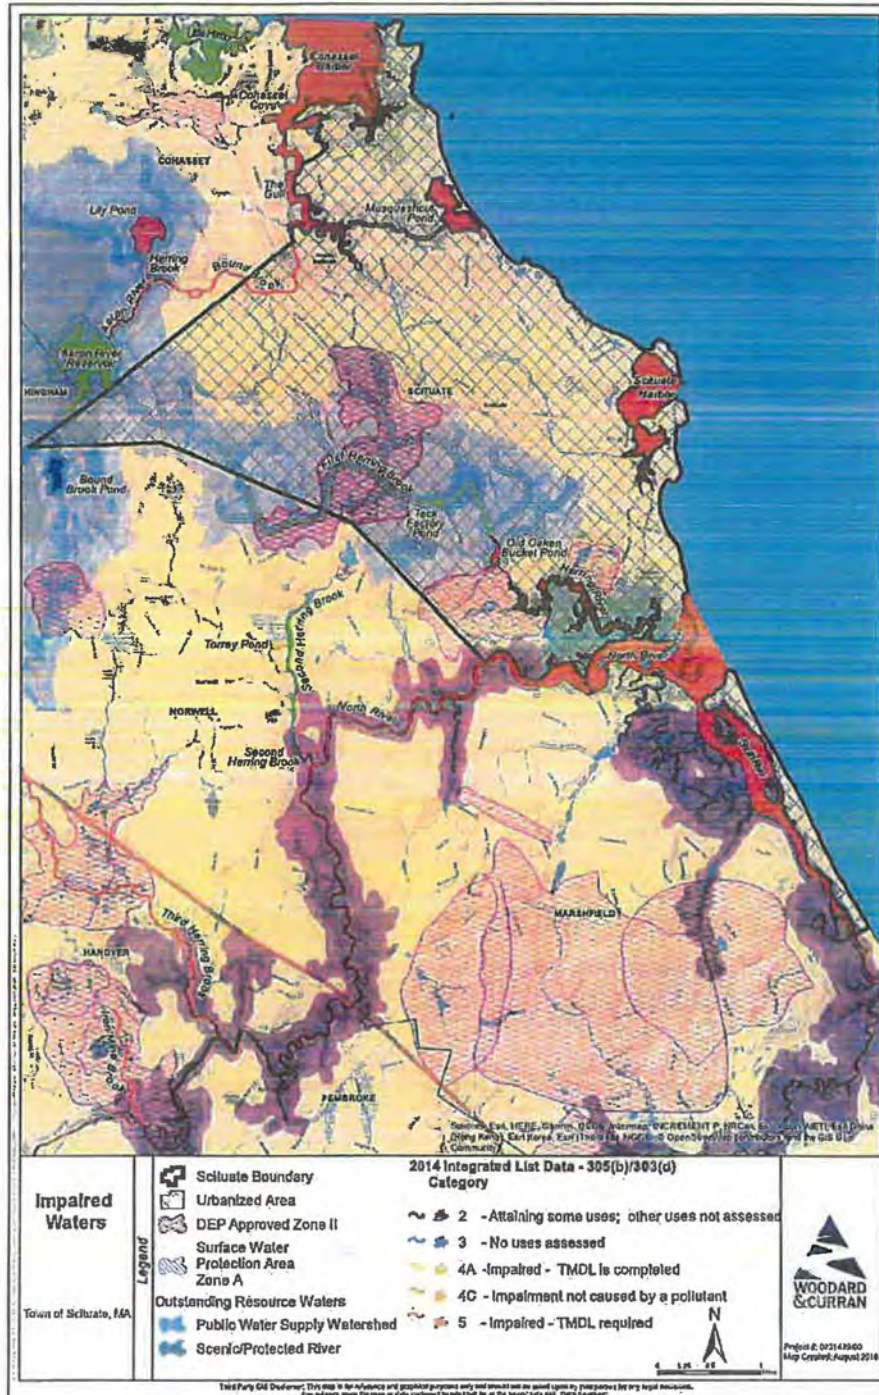 Cohasset
Harbor
Cohasset
Cove
COHASSET
The
Gulf
Musquashcut
Pond
Lily Pond
Herring
Brook
Bound Brook
Aaron River
Aaron River
Reservoir
HINGHAM
SCITUATE
Scituate
Harbor
First Herring Brook
Bound
Brook Pond
Tack
Factory
Pond
Old Oaken
Bucket Pond
Herring River
Second Herring Brook
Torrey Pond
North River
North River
NORWELL
Second
Herring Brook
MARSHFIELD
Third Herring Brook
HANOVER
PEMBROKE
Community
Impaired
Waters
Town of Scituate, MA
Legend
Scituate Boundary
Urbanized Area
DEP Approved Zone II
Surface Water
Protection Area
Zone A
Outstanding Resource Waters
Public Water Supply Watershed
Scenic/Protected River
2014 Integrated List Data - 305(b)/303(d)
Category
2 - Attaining some uses; other uses not assessed
3 - No uses assessed
4A - Impaired - TMDL is completed
4C - Impairment not caused by a pollutant
5 - Impaired - TMDL required
N
WOODARD
&CURRAN
Map Created: August 2018